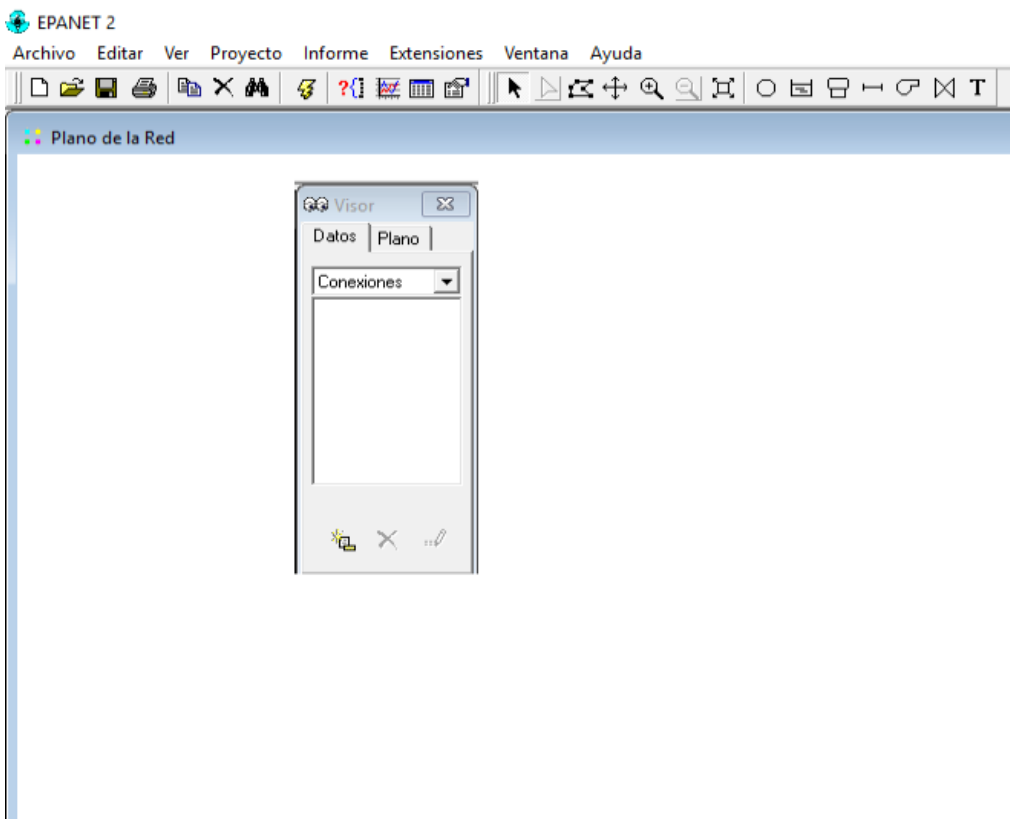 EPANET 2
Archivo Editar Ver Proyecto Informe Extensiones Ventana Ayuda
T
Plano de la Red
Visor
Datos Plano
Conexiones